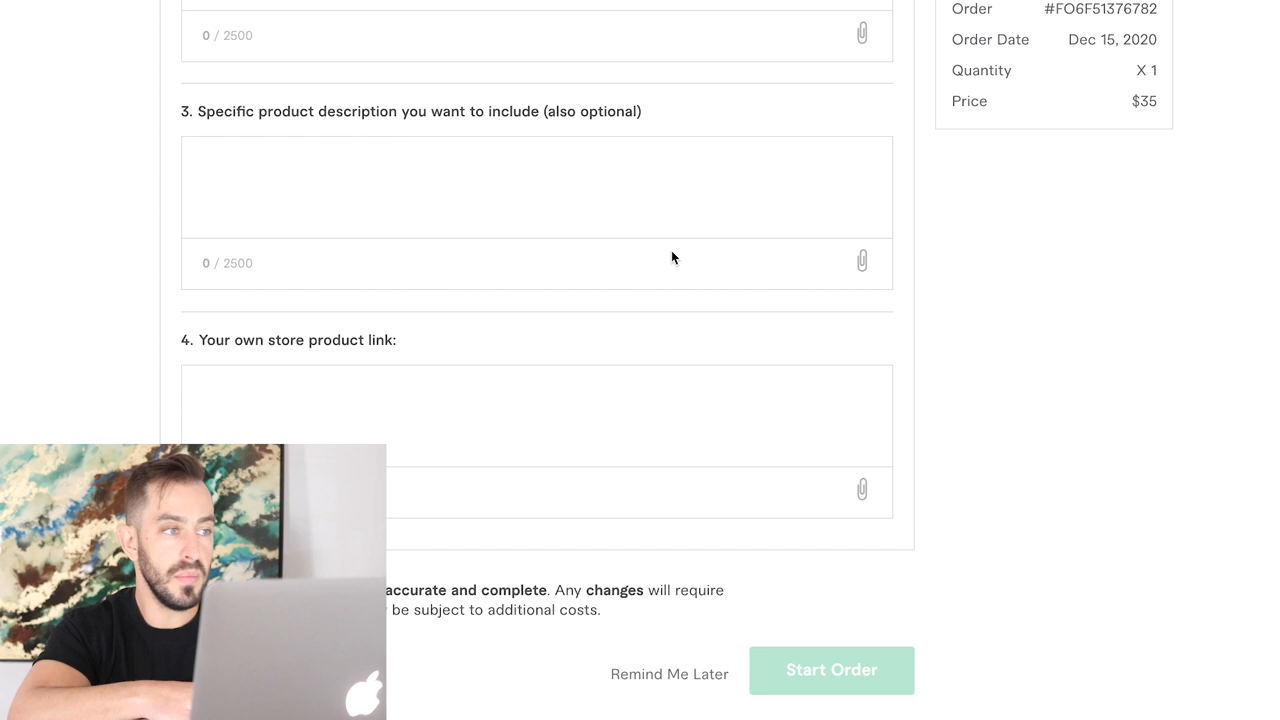 Order #FO6F51376782
0 / 2500
Order Date Dec 15, 2020
Quantity X 1
Price $35
3. Specific product description you want to include (also optional)
0 / 2500
4. Your own store product link:
accurate and complete. Any changes will require
be subject to additional costs.
Remind Me Later
Start Order